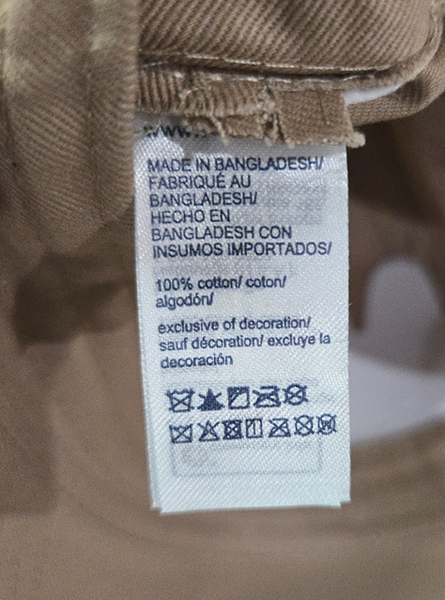 MADE IN BANGLADESH/
FABRIQUÉ AU
BANGLADESH/
HECHO EN
BANGLADESH CON
INSUMOS IMPORTADOS/
100% cotton/ coton/
algodón/
exclusive of decoration/
sauf décoration/ excluye la
decoración